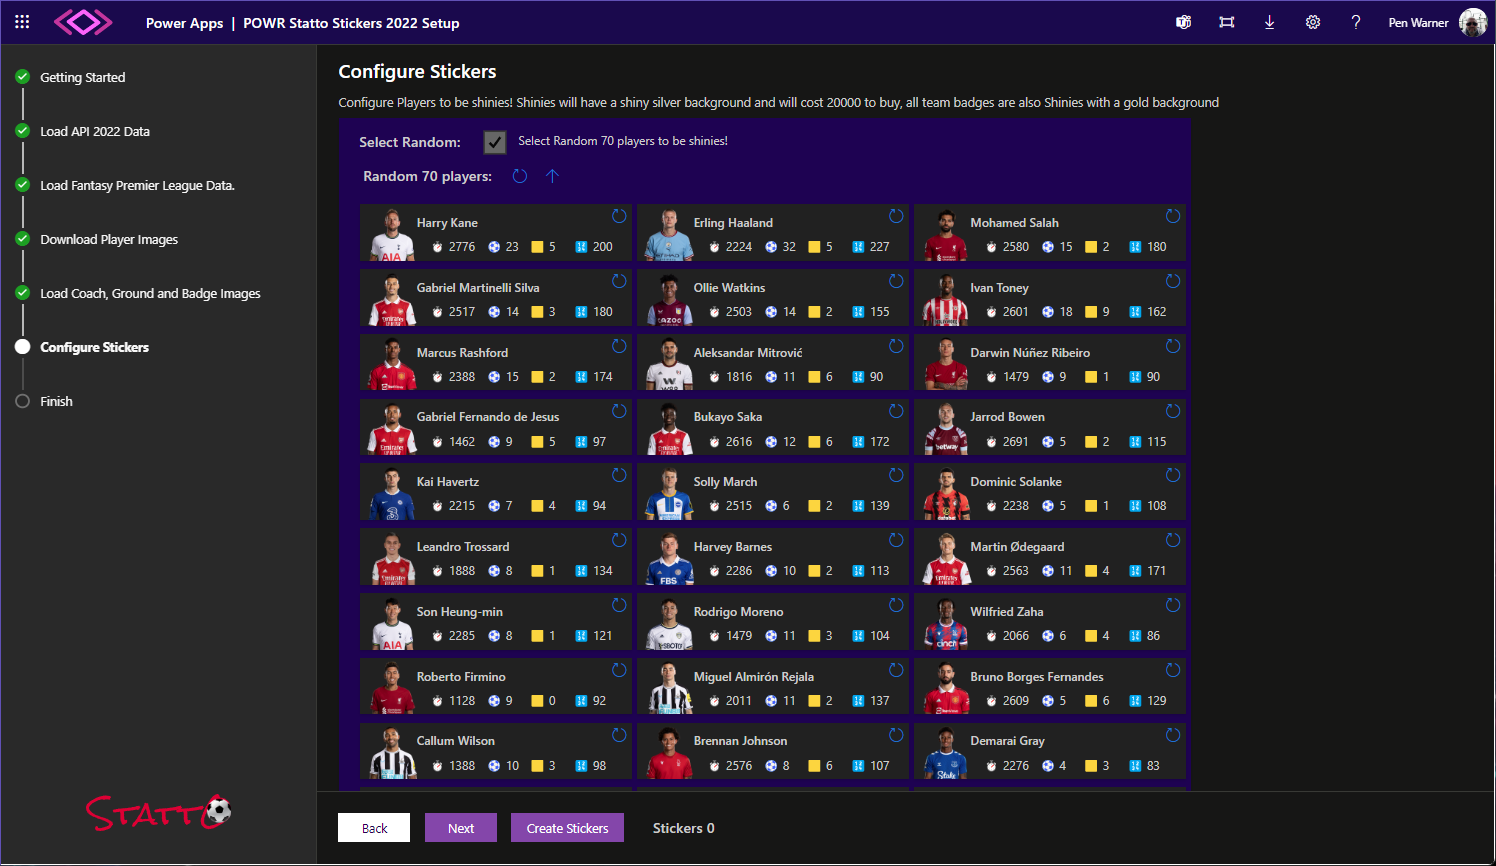 Power Apps | POWR Statto Stickers 2022 Setup
? Pen Warner
Getting Started
Load API 2022 Data
Load Fantasy Premier League Data.
Download Player Images
Load Coach, Ground and Badge Images
Configure Stickers
Finish
Statto
Configure Stickers
Configure Players to be shinies! Shinies will have a shiny silver background and will cost 20000 to buy, all team badges are also Shinies with a gold background
Select Random: Select Random 70 players to be shinies!
Random 70 players:
Harry Kane
2776 23 5 200
Erling Haaland
2224 32 5 227
Mohamed Salah
2580 15 2 180
Gabriel Martinelli Silva
2517 14 3 180
Ollie Watkins
2503 14 2 155
Ivan Toney
2601 18 9 162
Marcus Rashford
2388 15 2 174
Aleksandar Mitrović
1816 11 6 90
Darwin Núñez Ribeiro
1479 9 1 90
Gabriel Fernando de Jesus
1462 9 5 97
Bukayo Saka
2616 12 6 172
Jarrod Bowen
2691 5 2 115
Kai Havertz
2215 7 4 94
Solly March
2515 6 2 139
Dominic Solanke
2238 5 1 108
Leandro Trossard
1888 8 1 134
Harvey Barnes
2286 10 2 113
Martin Ødegaard
2563 11 4 171
Son Heung-min
2285 8 1 121
Rodrigo Moreno
1479 11 3 104
Wilfried Zaha
2066 6 4 86
Roberto Firmino
1128 9 0 92
Miguel Almirón Rejala
2011 11 2 137
Bruno Borges Fernandes
2609 5 6 129
Callum Wilson
1388 10 3 98
Brennan Johnson
2576 8 6 107
Demarai Gray
2276 4 3 83
Back Next Create Stickers Stickers 0